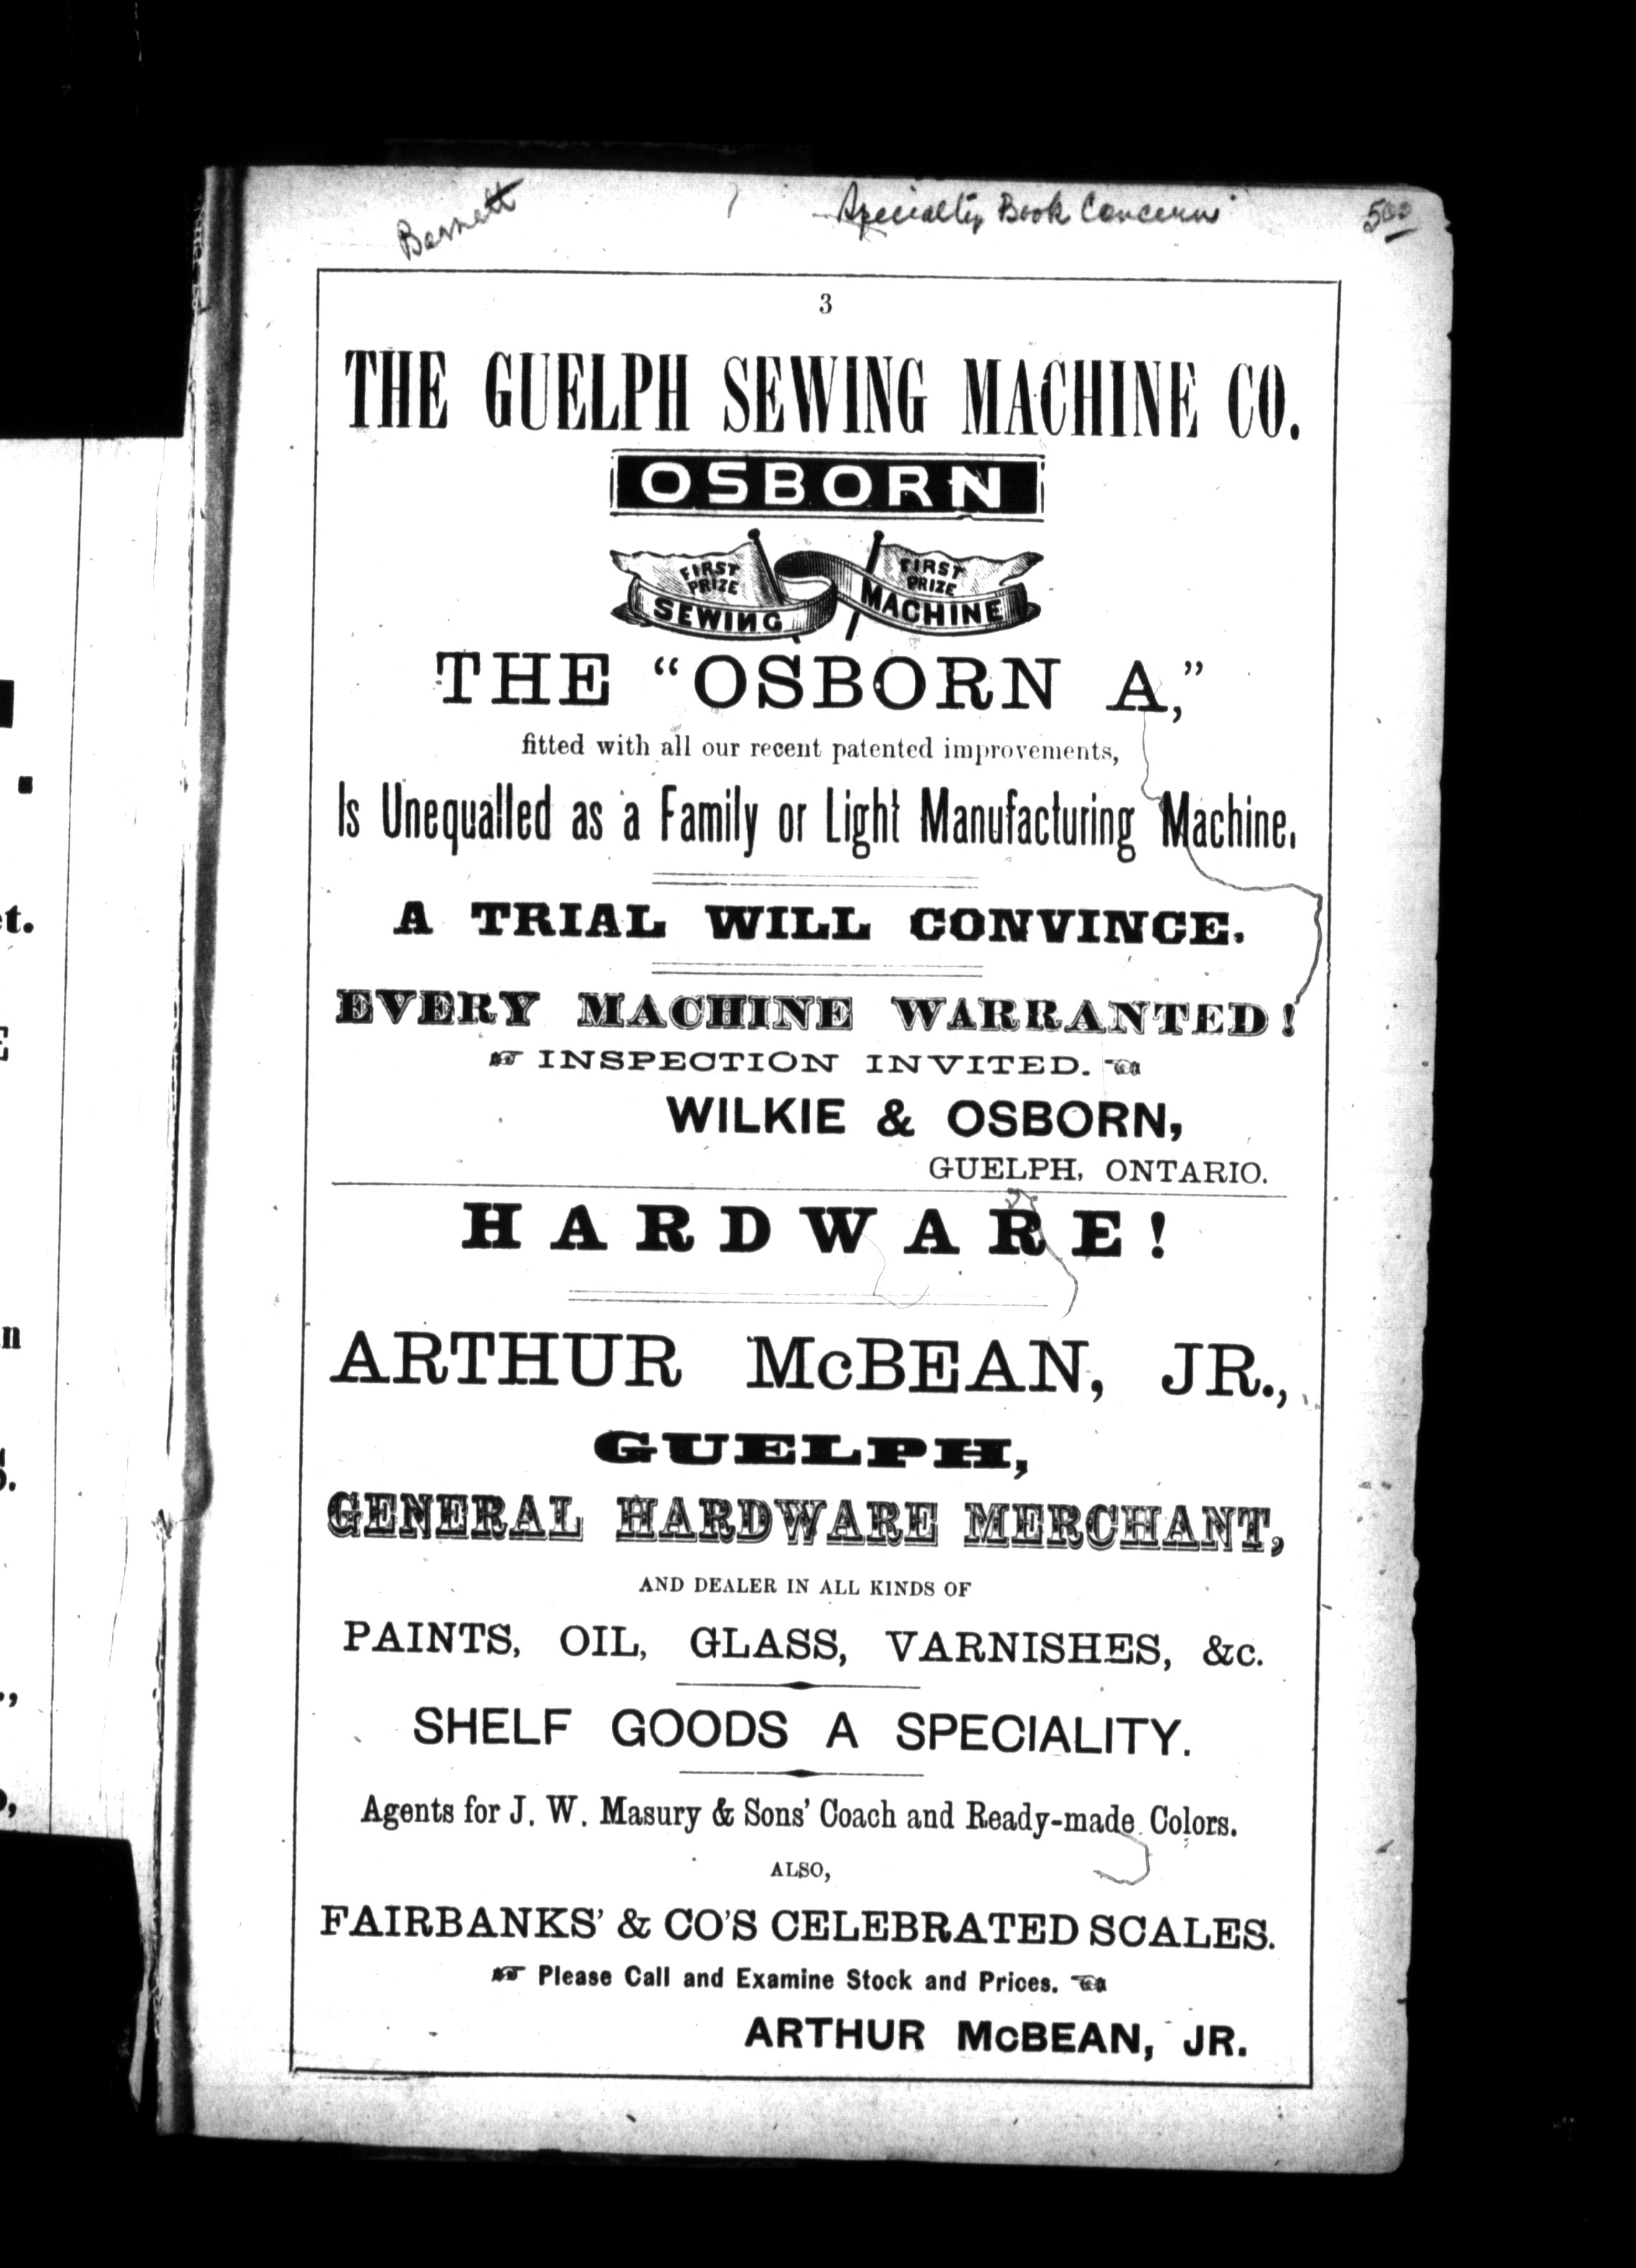 Barnett
Specialty Book Concern
500
3
THE GUELPH SEWING MACHINE CO.
OSBORN
FIRST PRIZE FIRST PRIZE
SEWING MACHINE
THE "OSBORN A,"
fitted with all our recent patented improvements,
Is Unequalled as a Family or Light Manufacturing Machine.
A TRIAL WILL CONVINCE.
EVERY MACHINE WARRANTED!
☞ INSPECTION INVITED. ☜
WILKIE & OSBORN,
GUELPH, ONTARIO.
HARDWARE!
ARTHUR McBEAN, JR.,
GUELPH,
GENERAL HARDWARE MERCHANT,
AND DEALER IN ALL KINDS OF
PAINTS, OIL, GLASS, VARNISHES, &c.
SHELF GOODS A SPECIALITY.
Agents for J. W. Masury & Sons' Coach and Ready-made Colors.
ALSO,
FAIRBANKS' & CO'S CELEBRATED SCALES.
☞ Please Call and Examine Stock and Prices. ☜
ARTHUR McBEAN, JR.